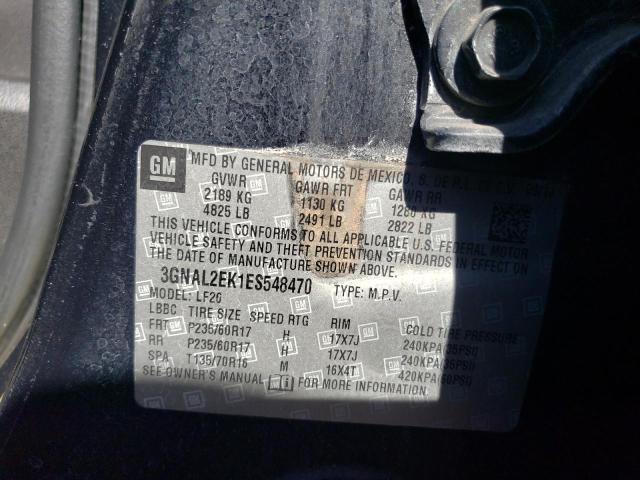 GM
MFD BY GENERAL MOTORS DE MEXICO, S. DE R.L.
GVWR GAWR FRT GAWR RR
2189 KG 1130 KG 1280 KG
4825 LB 2491 LB 2822 LB
THIS VEHICLE CONFORMS TO ALL APPLICABLE U.S. FEDERAL MOTOR
VEHICLE SAFETY AND THEFT PREVENTION STANDARDS IN EFFECT ON
THE DATE OF MANUFACTURE SHOWN ABOVE.
3GNAL2EK1ES548470 TYPE: M.P.V.
MODEL: LF26
LBBC TIRE SIZE SPEED RTG RIM COLD TIRE PRESSURE
FRT P235/60R17 H 17X7J 240KPA(35PSI)
RR P235/60R17 H 17X7J 240KPA(35PSI)
SPA T135/70R16 M 16X4T 420KPA(60PSI)
SEE OWNER'S MANUAL FOR MORE INFORMATION.